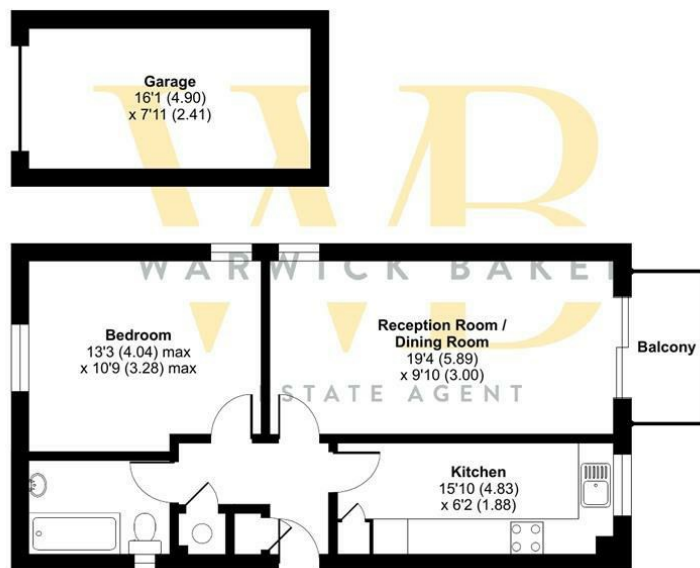 Garage
16'1 (4.90)
x 7'11 (2.41)
WB
WARWICK BAKE
Bedroom
13'3 (4.04) max
x 10'9 (3.28) max
Reception Room /
Dining Room
19'4 (5.89)
x 9'10 (3.00)
Balcony
ESTATE AGENT
Kitchen
15'10 (4.83)
x 6'2 (1.88)